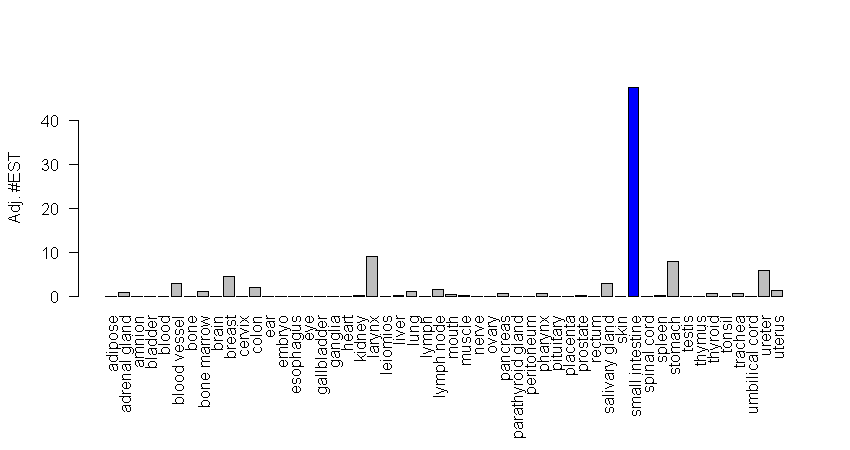 Adj. #EST
40
30
20
10
0
adipose
adrenal gland
amnion
bladder
blood
blood vessel
bone
bone marrow
brain
breast
cervix
colon
ear
embryo
esophagus
eye
gallbladder
ganglia
heart
kidney
larynx
leiomios
liver
lung
lymph
lymph node
mouth
muscle
nerve
ovary
pancreas
parathyroid gland
peritoneum
pharynx
pituitary
placenta
prostate
rectum
salivary gland
skin
small intestine
spinal cord
spleen
stomach
testis
thymus
thyroid
tonsil
trachea
umbilical cord
ureter
uterus